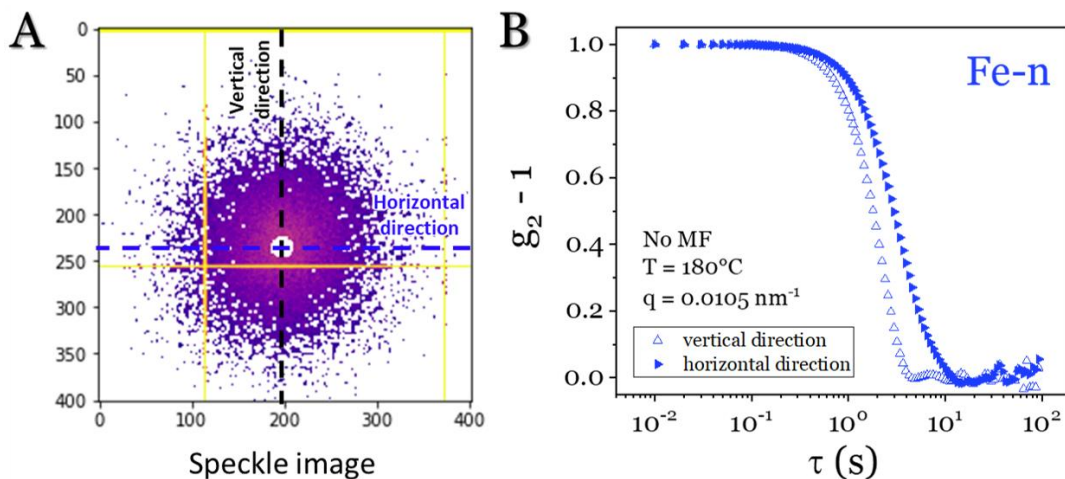 A
0
50
100
150
200
250
300
350
400
0
100
200
300
400
Vertical
direction
Horizontal
direction
Speckle image
B
1.0
0.8
0.6
0.4
0.2
0.0
g₂ - 1
Fe-n
No MF
T = 180°C
q = 0.0105 nm⁻¹
vertical direction
horizontal direction
10⁻² 10⁻¹ 10⁰ 10¹ 10²
τ (s)